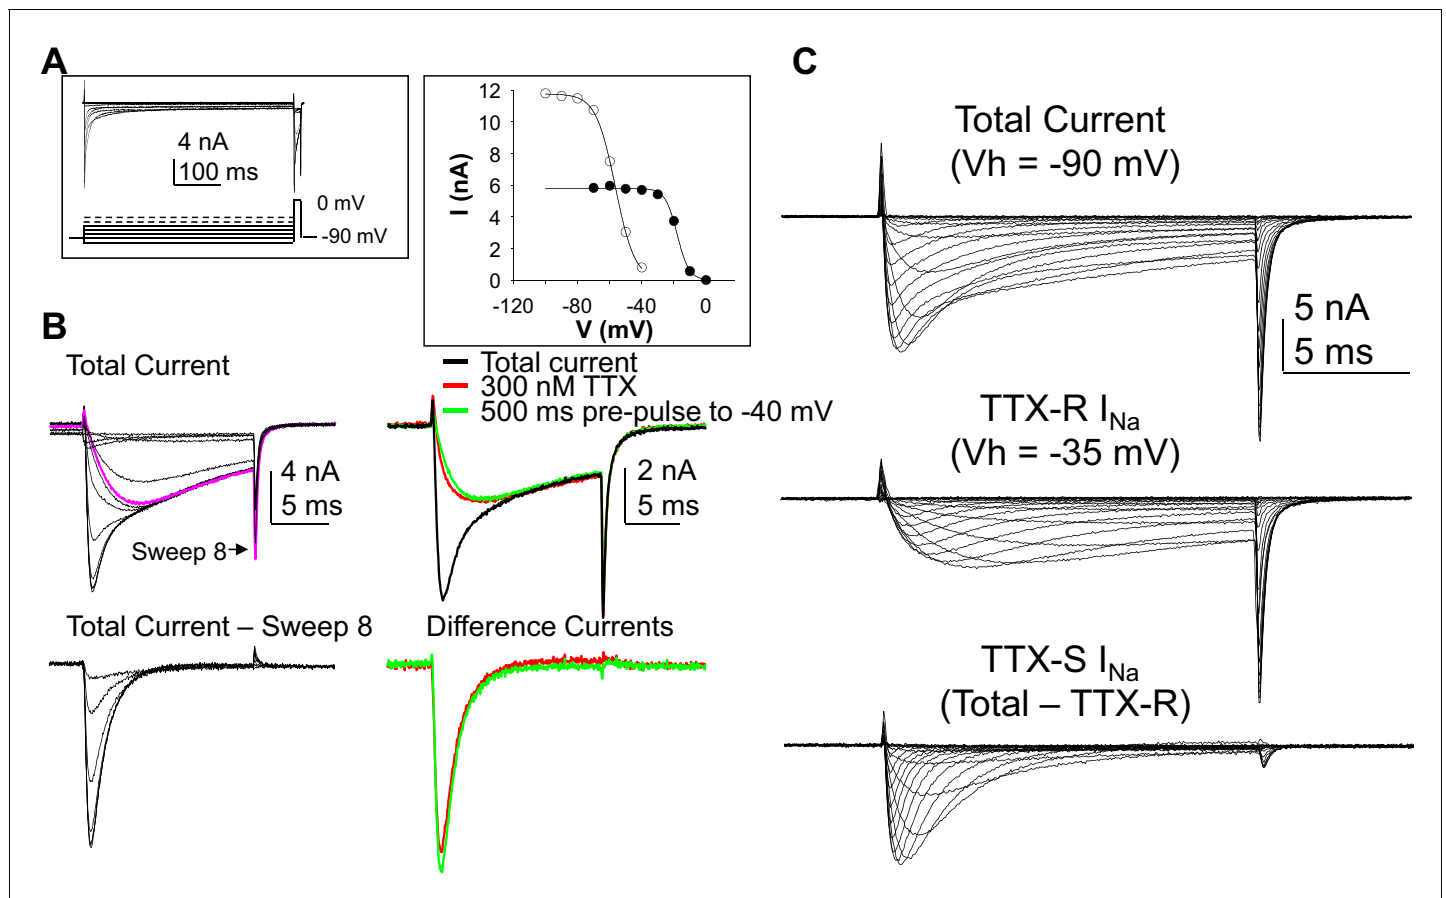 A
4 nA
100 ms
0 mV
-90 mV
I (nA)
12
10
8
6
4
2
0
-120
-80
-40
0
V (mV)
B
Total Current
4 nA
5 ms
Sweep 8
Total current
300 nM TTX
500 ms pre-pulse to -40 mV
2 nA
5 ms
Total Current – Sweep 8
Difference Currents
C
Total Current
(Vh = -90 mV)
5 nA
5 ms
TTX-R INa
(Vh = -35 mV)
TTX-S INa
(Total – TTX-R)